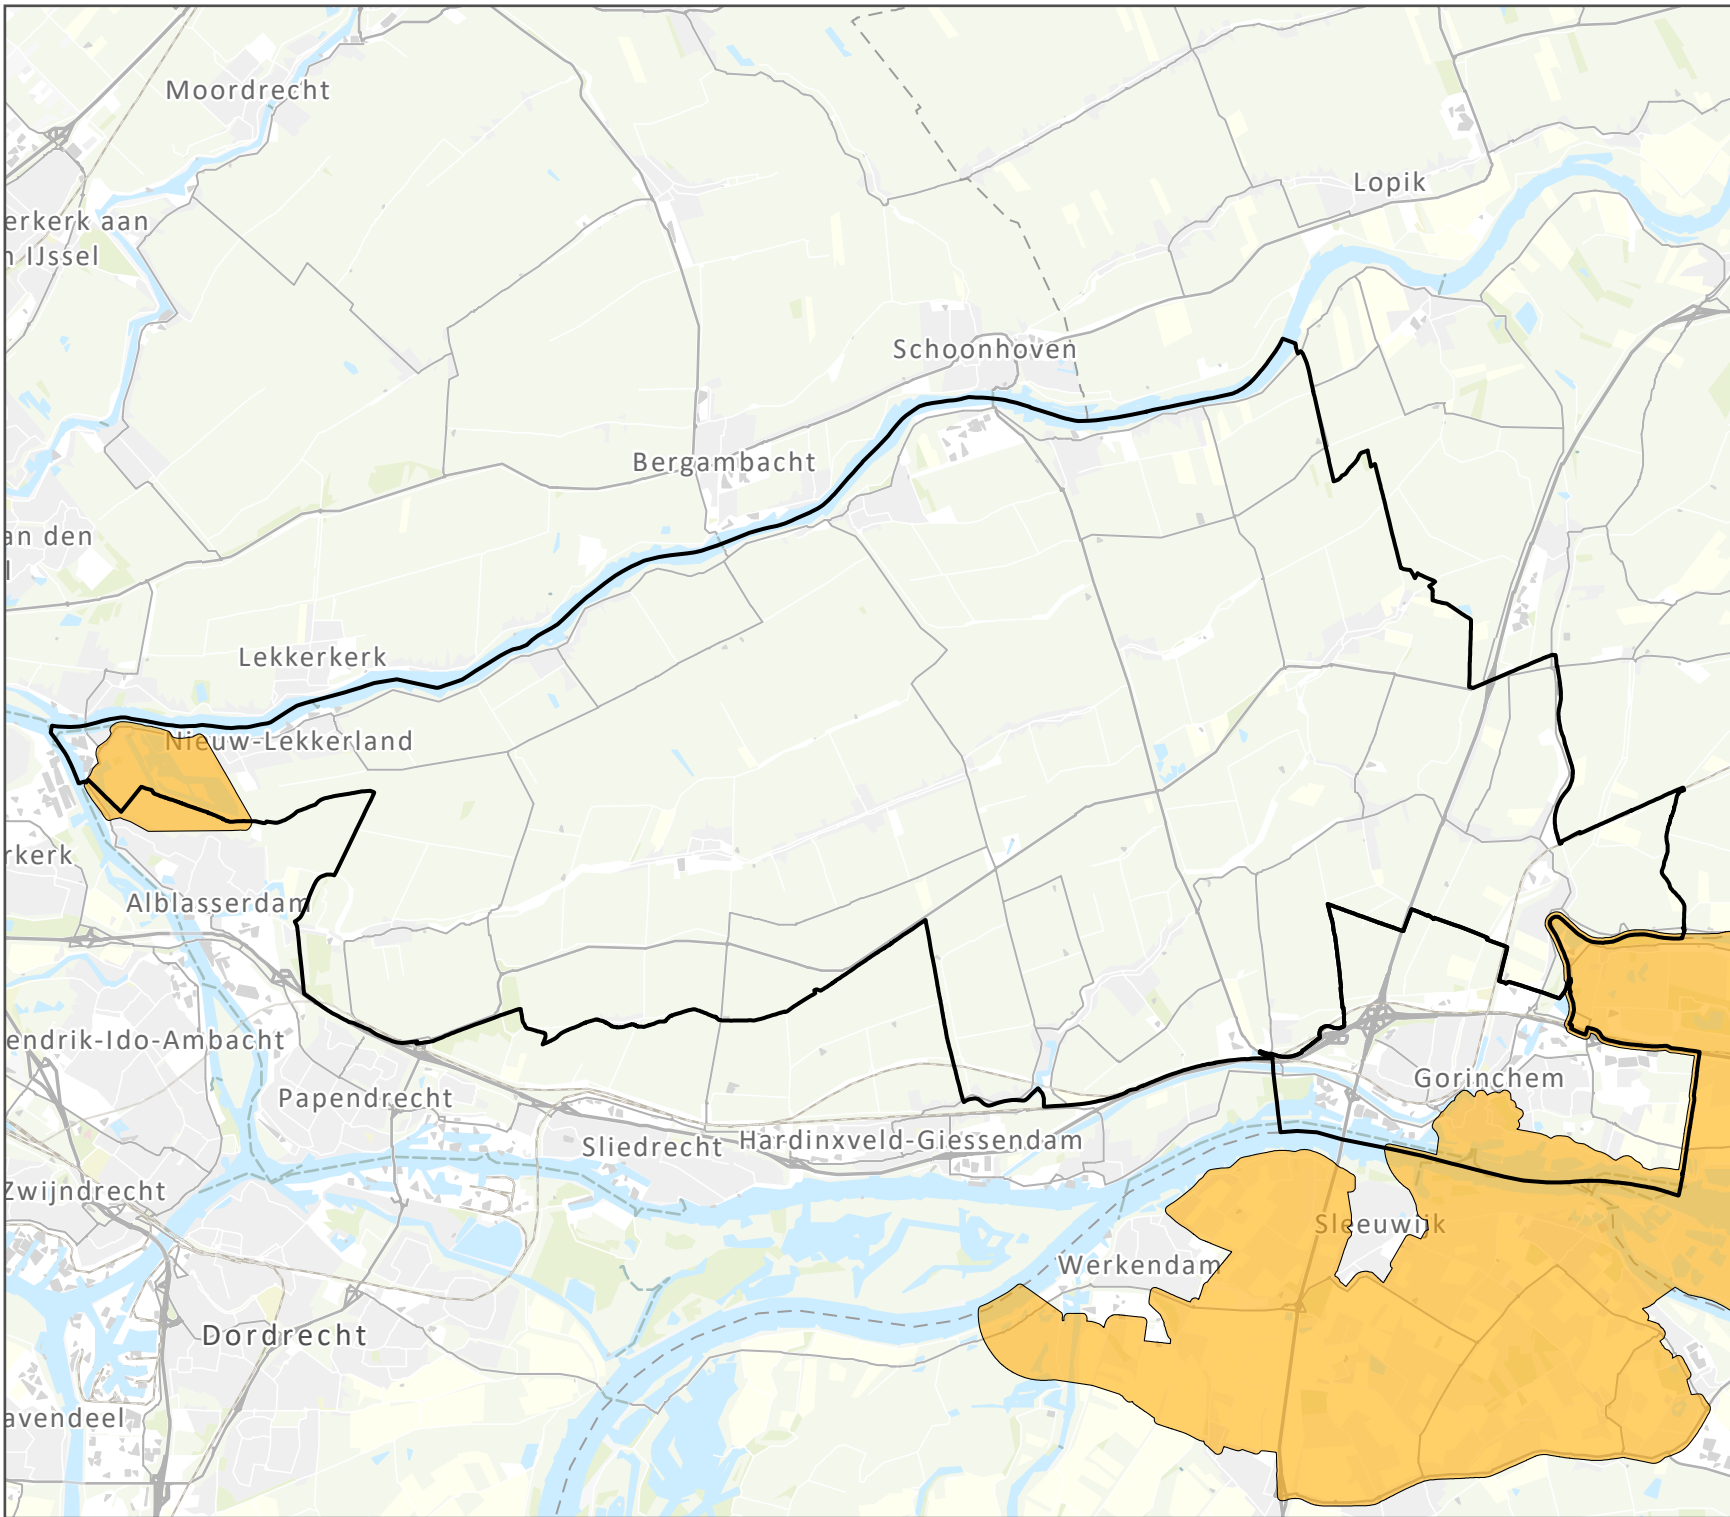 Moordrecht
Lopik
erkerk aan
n IJssel
Schoonhoven
Bergambacht
an den
l
Lekkerkerk
Nieuw-Lekkerland
rkerk
Alblasserdam
endrik-Ido-Ambacht
Papendrecht
Gorinchem
Sliedrecht
Hardinxveld-Giessendam
Zwijndrecht
Sleeuwijk
Werkendam
Dordrecht
avendeel